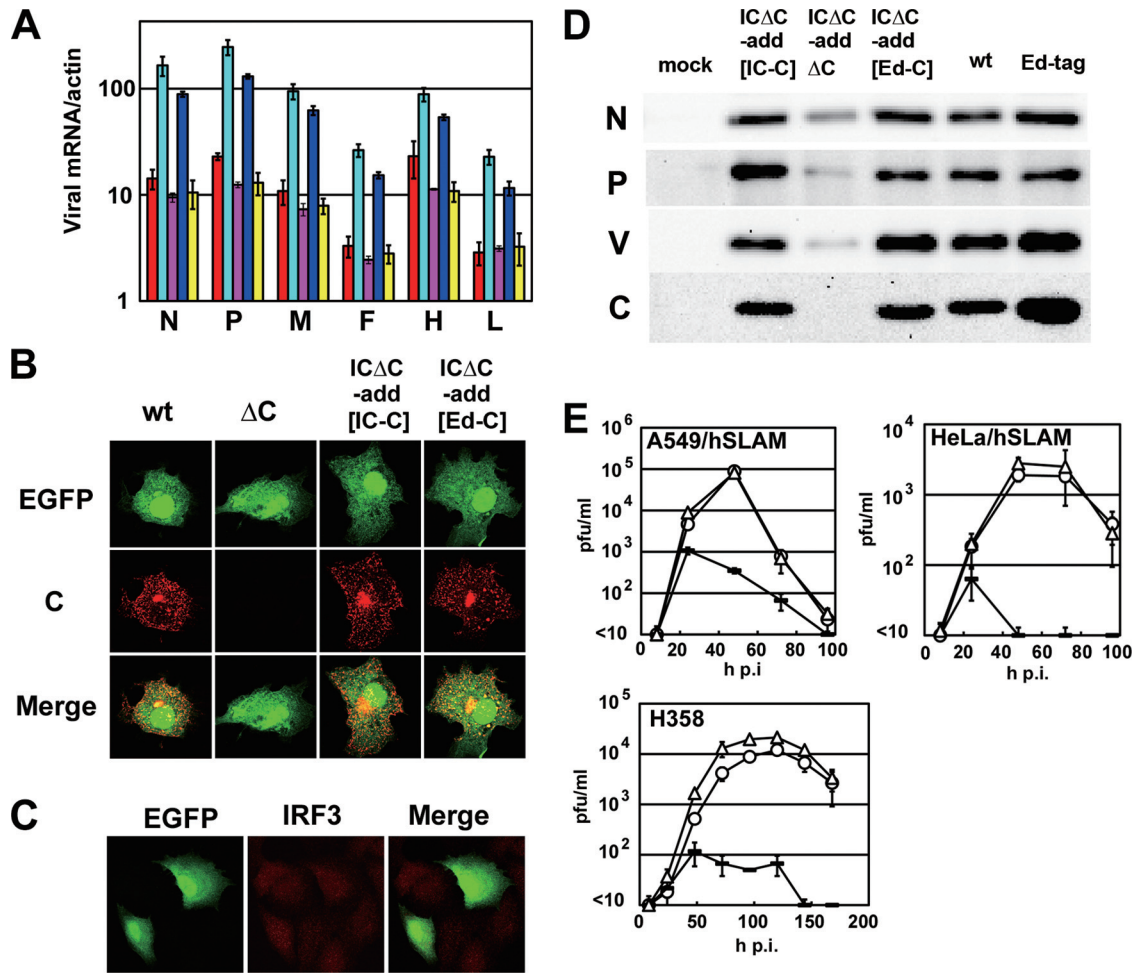 A
Viral mRNA/actin
100
10
1
N P M F H L
B
wt ΔC ICΔC -add [IC-C] ICΔC -add [Ed-C]
EGFP
C
Merge
C
EGFP IRF3 Merge
D
mock ICΔC -add [IC-C] ICΔC -add ΔC ICΔC -add [Ed-C] wt Ed-tag
N
P
V
C
E
A549/hSLAM
pfu/ml
10^6
10^5
10^4
10^3
10^2
<10
0 20 40 60 80 100
h p.i.
HeLa/hSLAM
pfu/ml
10^4
10^3
10^2
<10
0 20 40 60 80 100
h p.i.
H358
pfu/ml
10^5
10^4
10^3
10^2
<10
0 50 100 150 200
h p.i.